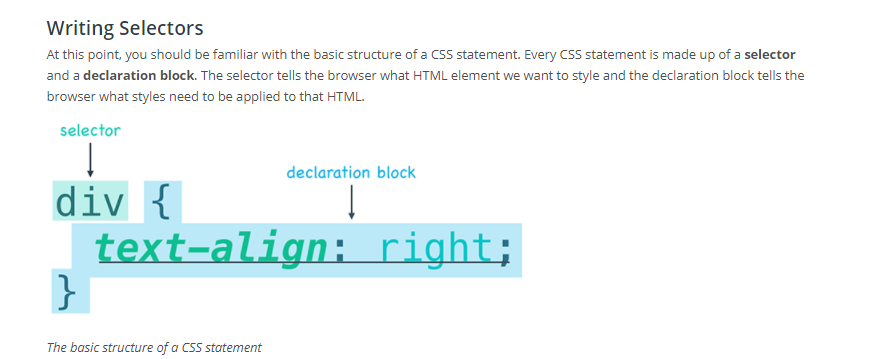 Writing Selectors
At this point, you should be familiar with the basic structure of a CSS statement. Every CSS statement is made up of a selector
and a declaration block. The selector tells the browser what HTML element we want to style and the declaration block tells the
browser what styles need to be applied to that HTML.
selector
declaration block
div {
text-align: right;
}
The basic structure of a CSS statement